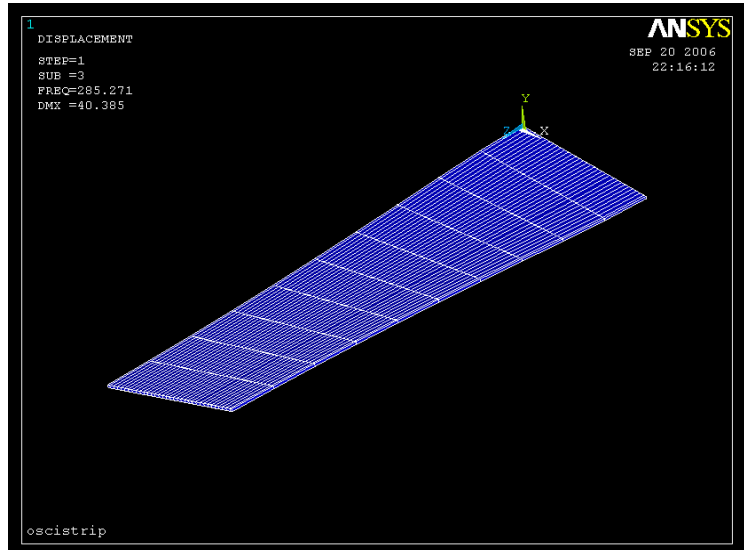 1
DISPLACEMENT
STEP=1
SUB =3
FREQ=285.271
DMX =40.385
ANSYS
SEP 20 2006
22:16:12
Y
Z
X
oscistrip